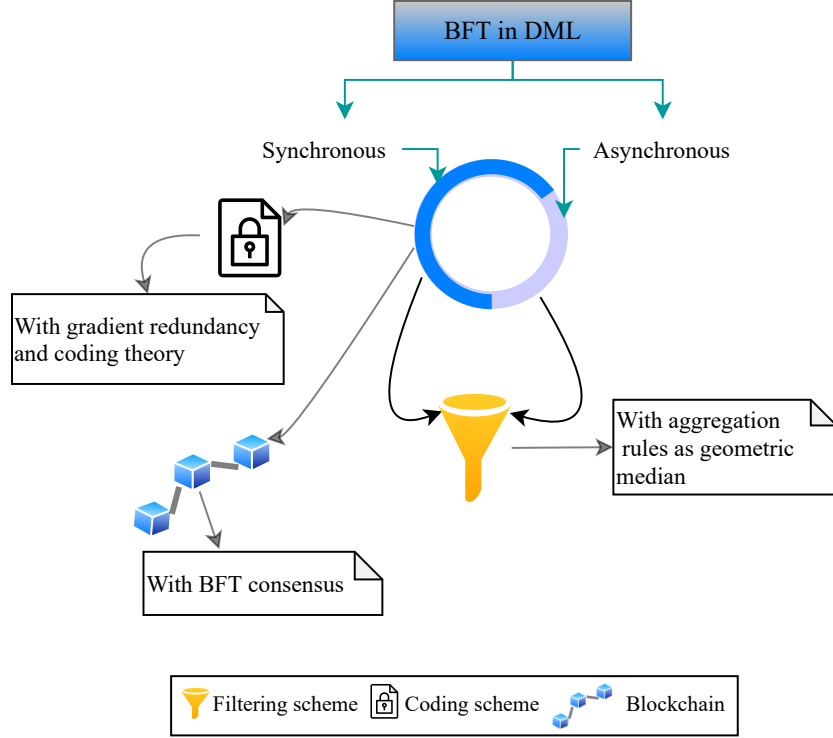 BFT in DML
Synchronous
Asynchronous
With gradient redundancy
and coding theory
With aggregation
rules as geometric
median
With BFT consensus
Filtering scheme
Coding scheme
Blockchain